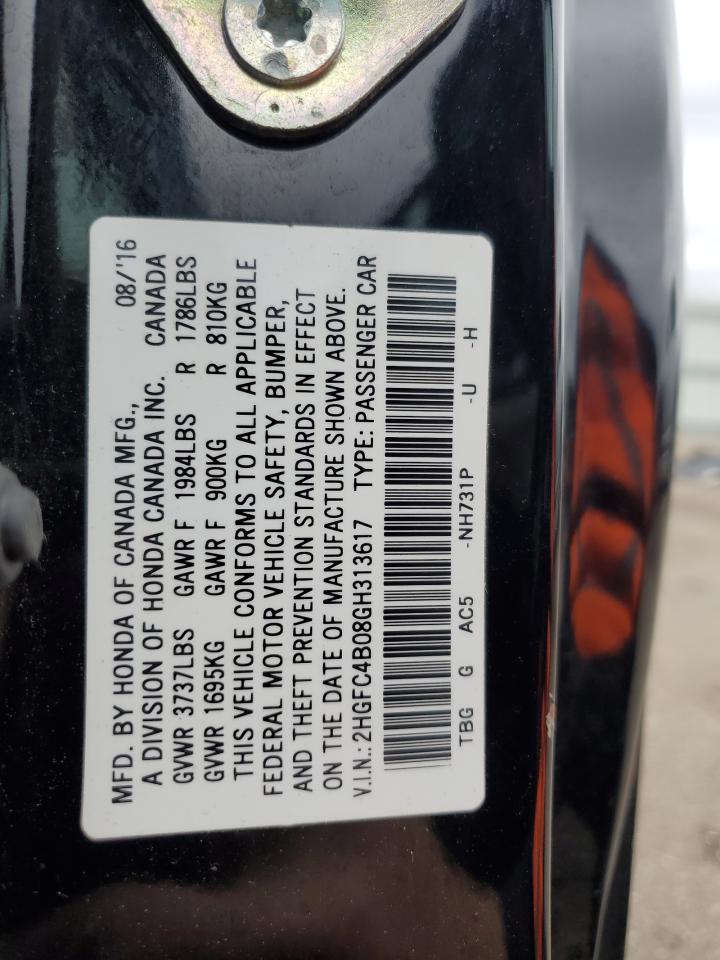 MFD. BY HONDA OF CANADA MFG., 08/'16
A DIVISION OF HONDA CANADA INC. CANADA
GVWR 3737LBS GAWR F 1984LBS R 1786LBS
GVWR 1695KG GAWR F 900KG R 810KG
THIS VEHICLE CONFORMS TO ALL APPLICABLE
FEDERAL MOTOR VEHICLE SAFETY, BUMPER,
AND THEFT PREVENTION STANDARDS IN EFFECT
ON THE DATE OF MANUFACTURE SHOWN ABOVE.
V.I.N.: 2HGFC4B08GH313617 TYPE: PASSENGER CAR
TBG G AC5 -NH731P -U -H